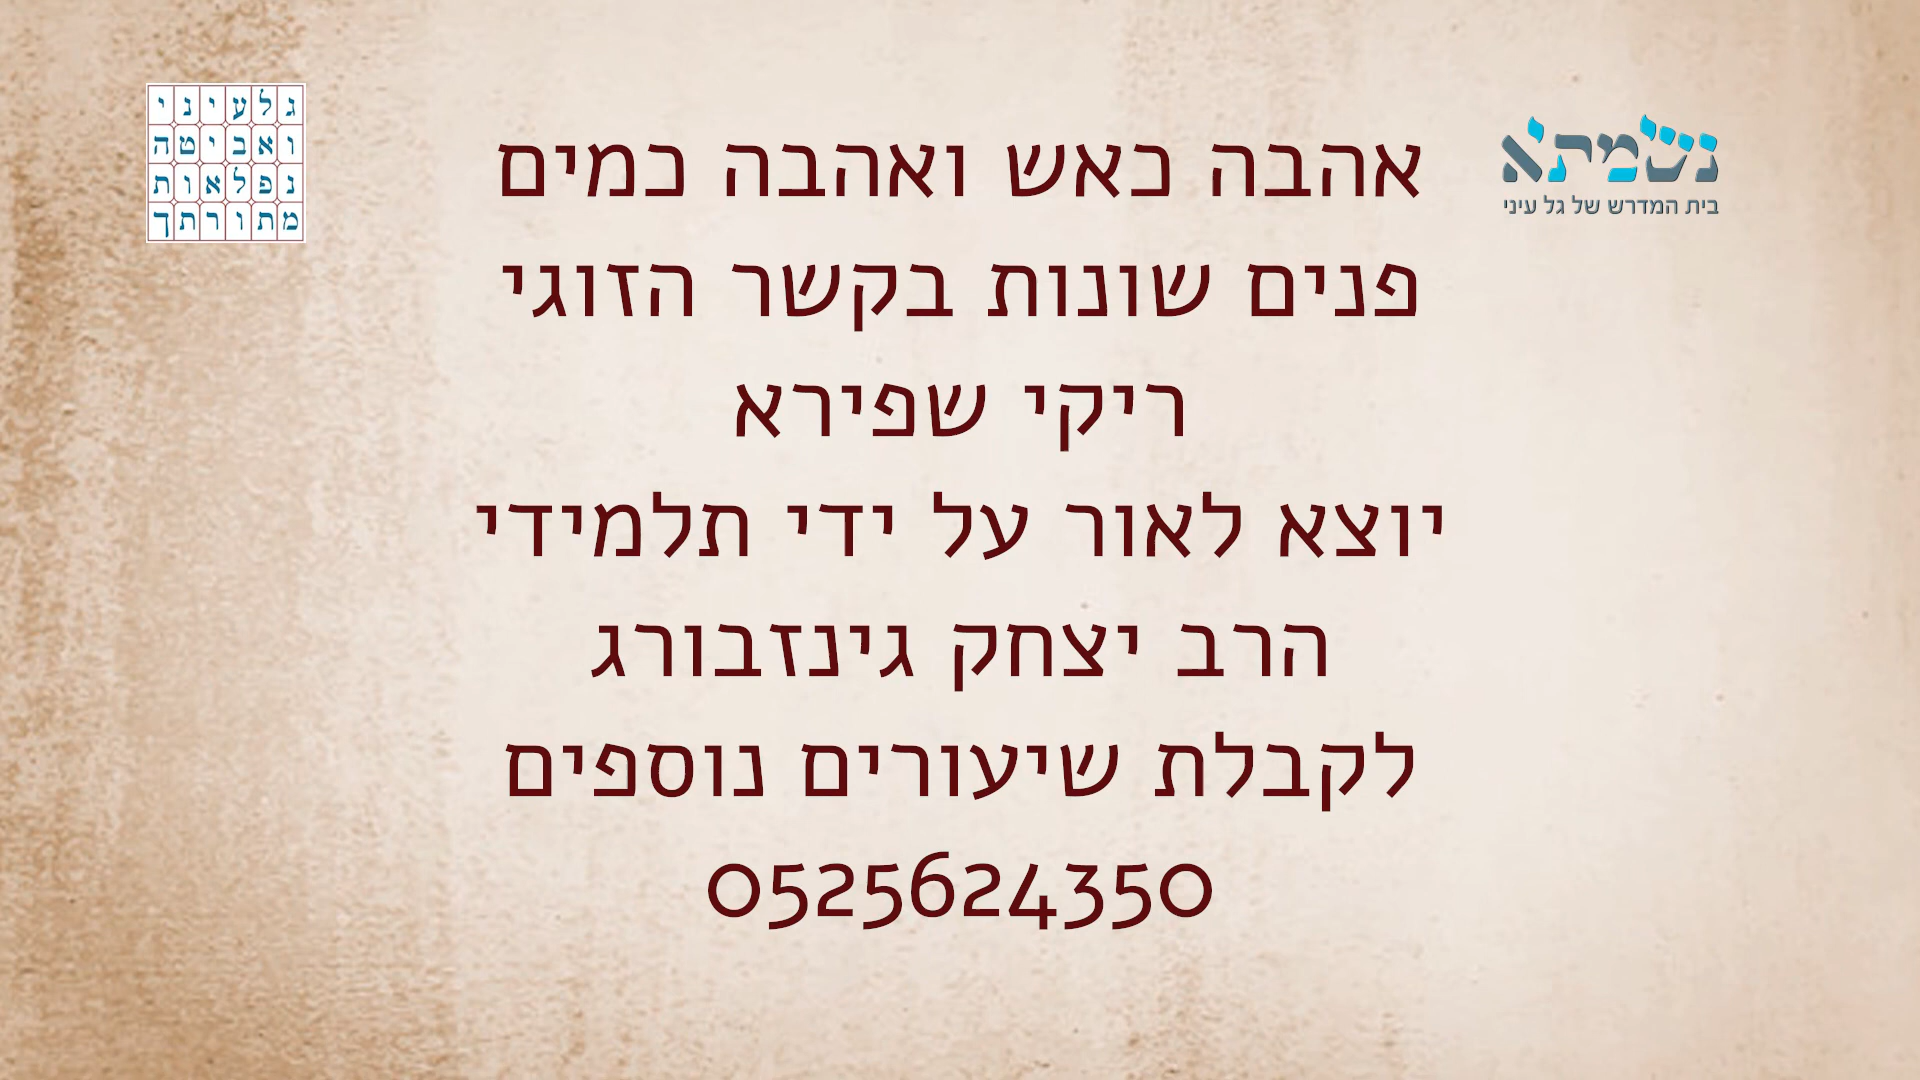 נשמתא
בית המדרש של גל עיני
גלעיני
ואביטה
נפלאות
מתורתך
אהבה כאש ואהבה כמים
פנים שונות בקשר הזוגי
ריקי שפירא
יוצא לאור על ידי תלמידי
הרב יצחק גינזבורג
לקבלת שיעורים נוספים
0525624350